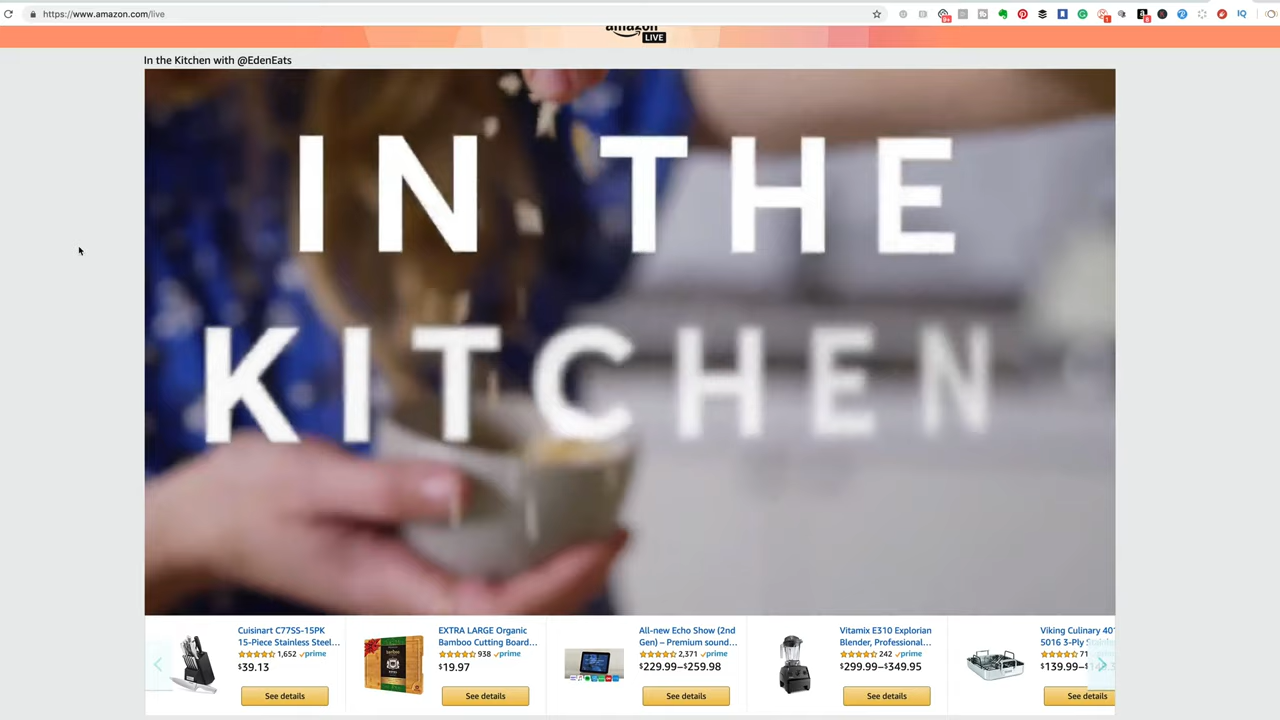 https://www.amazon.com/live
amazon
LIVE
In the Kitchen with @EdenEats
IN THE
KITCHEN
Cuisinart C77SS-15PK
15-Piece Stainless Steel...
1,652 prime
$39.13
See details
EXTRA LARGE Organic
Bamboo Cutting Board...
938 prime
$19.97
See details
All-new Echo Show (2nd
Gen) – Premium sound...
2,371 prime
$229.99–$259.98
See details
Vitamix E310 Explorian
Blender, Professional...
242 prime
$299.99–$349.95
See details
Viking Culinary 401
5016 3-Ply S
71
$139.99–
See details